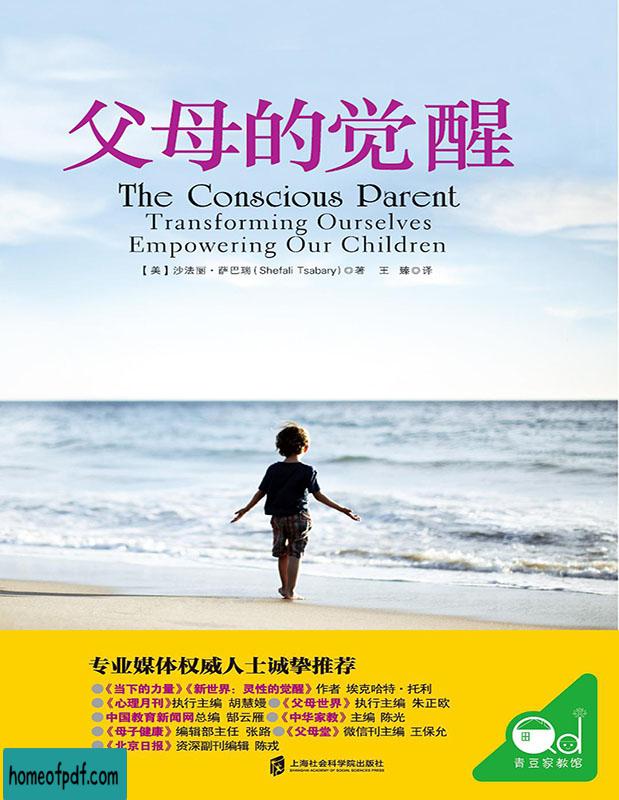 父母的觉醒
The Conscious Parent
Transforming Ourselves
Empowering Our Children
【美】沙法丽·萨巴瑞(Shefali Tsabary)著 王 臻 译
专业媒体权威人士诚挚推荐
《当下的力量》《新世界：灵性的觉醒》作者 埃克哈特·托利
《心理月刊》执行主编 胡慧嫚 《父母世界》执行主编 朱正欧
中国教育新闻网总编 郜云雁 《中华家教》主编 陈光
《母子健康》编辑部主任 张路 《父母堂》微信刊主编 王保允
《北京日报》资深副刊编辑 陈戎
上海社会科学院出版社
SHANGHAI ACADEMY OF SOCIAL SCIENCES PRESS
青豆家教馆
homeofpdf.com